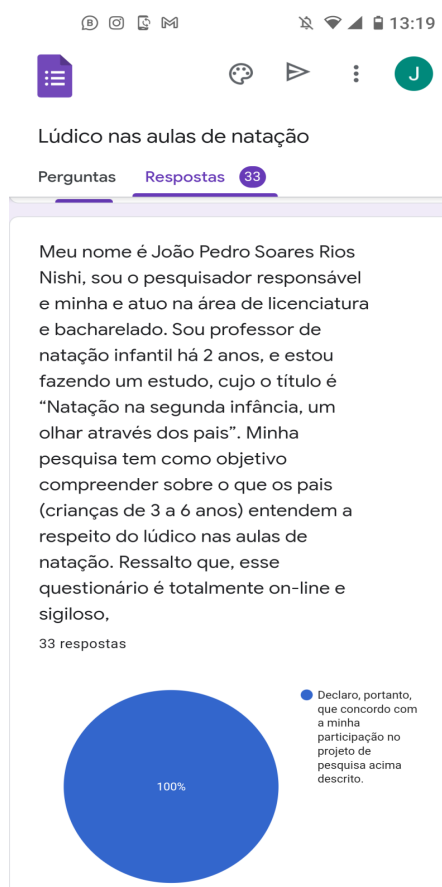 13:19
J
Lúdico nas aulas de natação
Perguntas Respostas 33
Meu nome é João Pedro Soares Rios
Nishi, sou o pesquisador responsável
e minha e atuo na área de licenciatura
e bacharelado. Sou professor de
natação infantil há 2 anos, e estou
fazendo um estudo, cujo o título é
“Natação na segunda infância, um
olhar através dos pais”. Minha
pesquisa tem como objetivo
compreender sobre o que os pais
(crianças de 3 a 6 anos) entendem a
respeito do lúdico nas aulas de
natação. Ressalto que, esse
questionário é totalmente on-line e
sigiloso,
33 respostas
Declaro, portanto,
que concordo com
a minha
participação no
projeto de
pesquisa acima
descrito.
100%